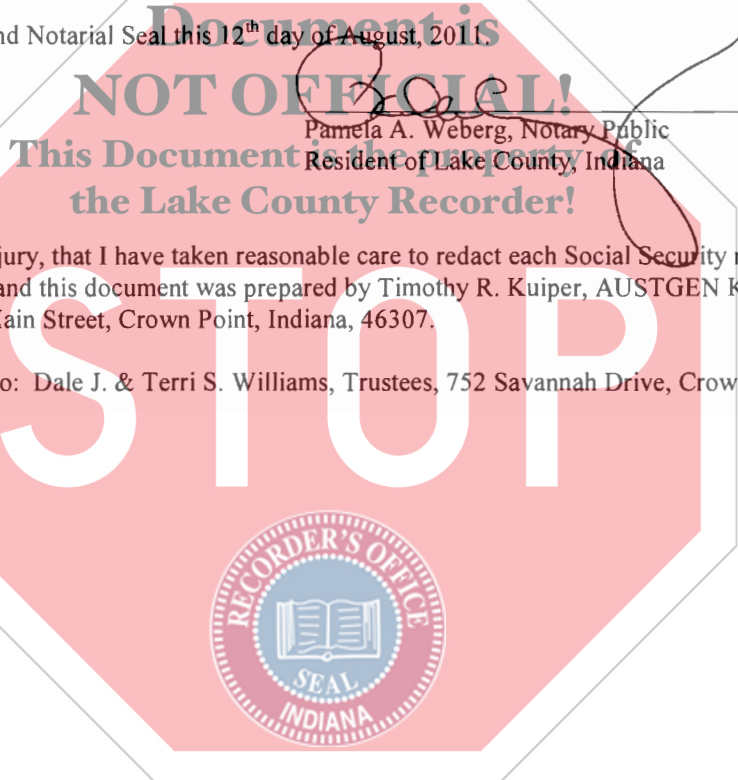 nd Notarial Seal this 12th day of August, 2011.
Document is
NOT OFFICIAL!
This Document is the property of
the Lake County Recorder!
Pamela A. Weberg, Notary Public
Resident of Lake County, Indiana
jury, that I have taken reasonable care to redact each Social Security
and this document was prepared by Timothy R. Kuiper, AUSTGEN K
Main Street, Crown Point, Indiana, 46307.
o: Dale J. & Terri S. Williams, Trustees, 752 Savannah Drive, Crow
STOP
RECORDER'S OFFICE
SEAL
INDIANA